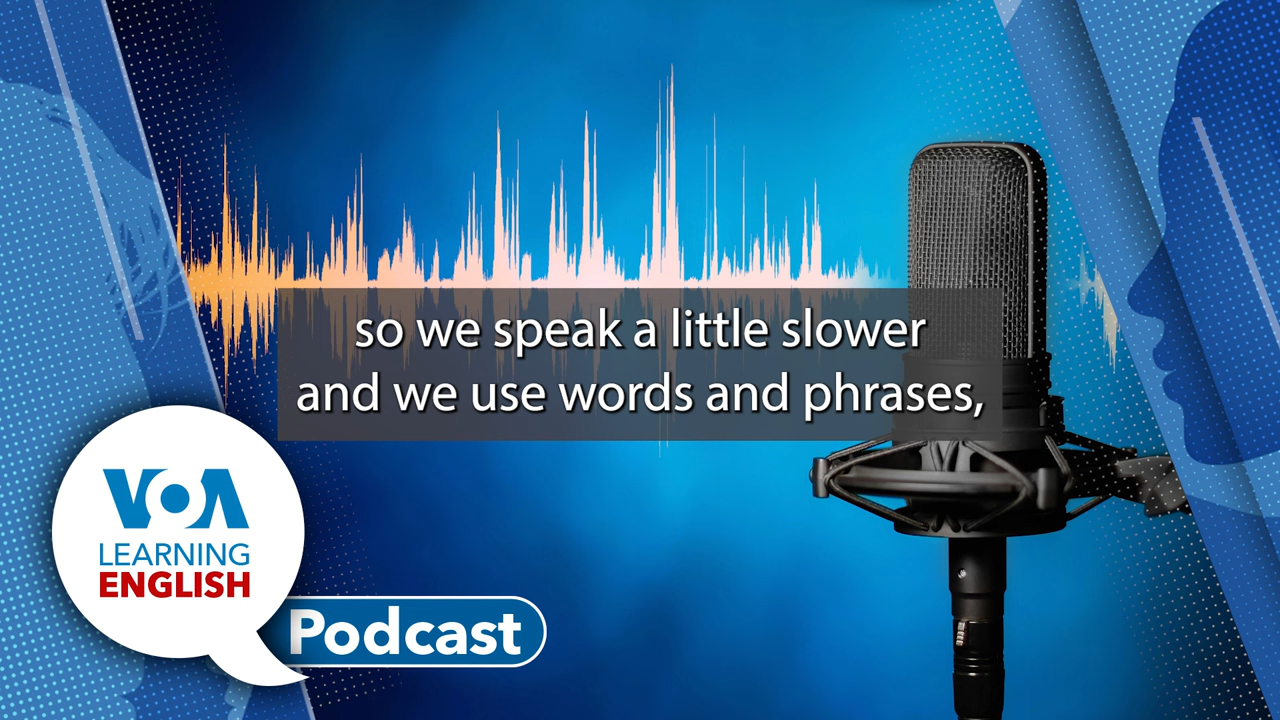 so we speak a little slower
and we use words and phrases,
VOA
LEARNING
ENGLISH
Podcast